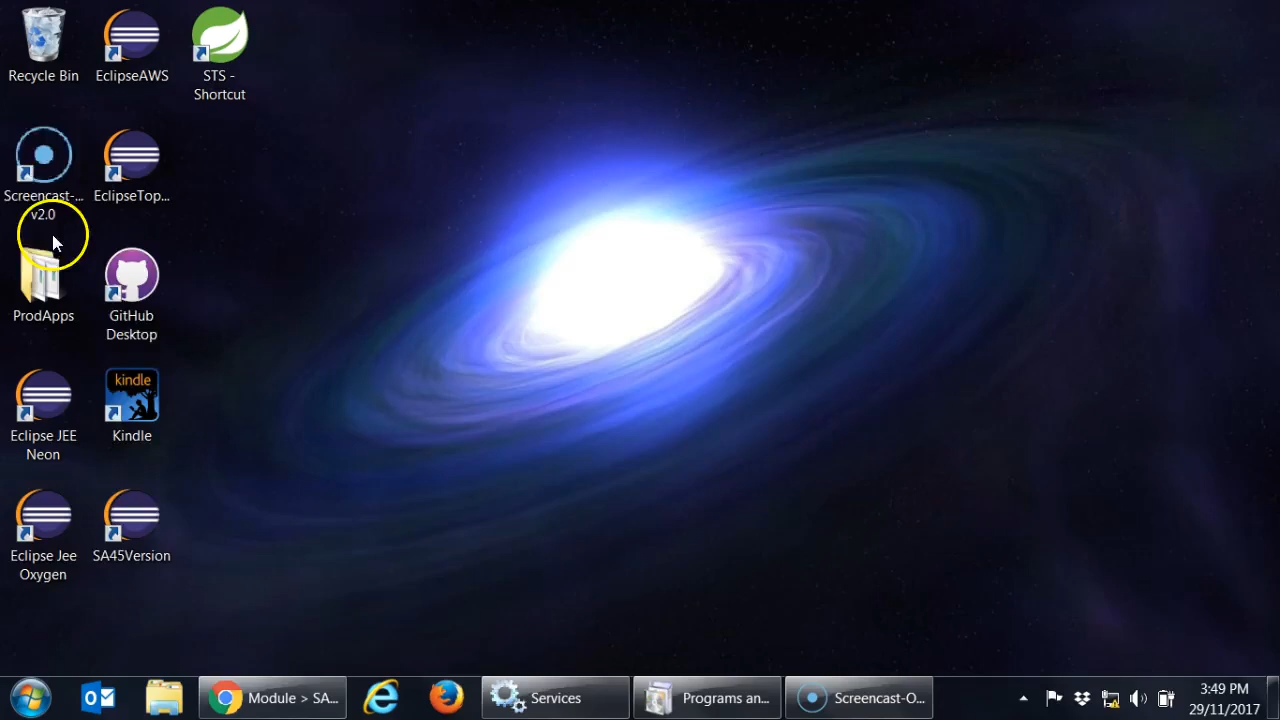 Recycle Bin
EclipseAWS
STS -
Shortcut
Screencast-...
v2.0
EclipseTop...
ProdApps
GitHub
Desktop
Eclipse JEE
Neon
kindle
Kindle
Eclipse Jee
Oxygen
SA45Version
Module > SA...
Services
Programs an...
Screencast-O...
3:49 PM
29/11/2017